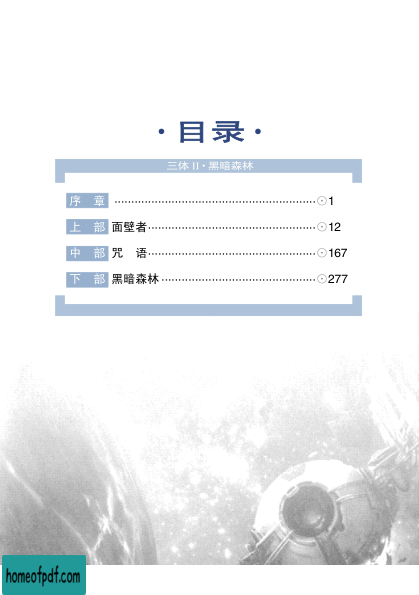 ·目录·
三体 II·黑暗森林
序 章 ⊙1
上 部 面壁者 ⊙12
中 部 咒 语 ⊙167
下 部 黑暗森林 ⊙277
homeofpdf.com